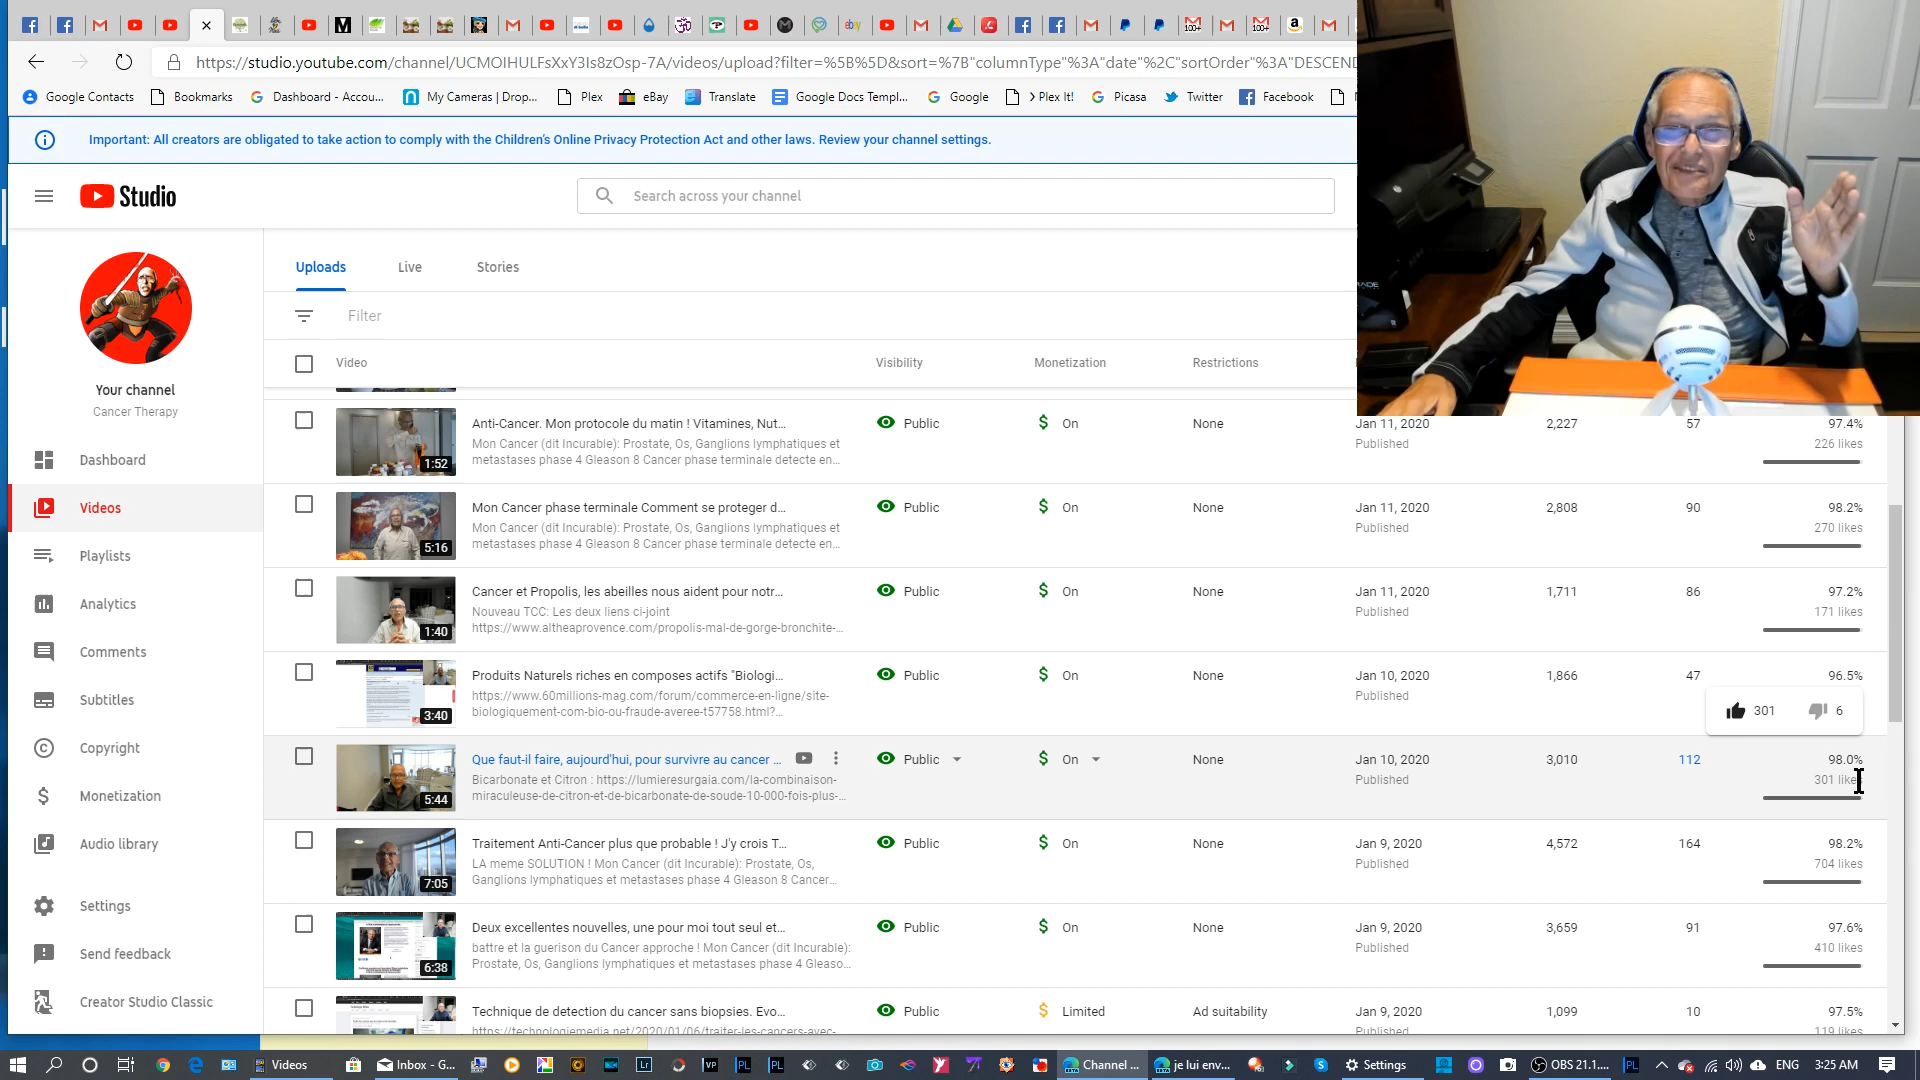 https://studio.youtube.com/channel/UCMOIHULFsXxY3Is8zOsp-7A/videos/upload?filter=%5B%5D&sort=%7B"columnType"%3A"date"%2C"sortOrder"%3A"DESCEND
Google Contacts Bookmarks Dashboard - Accou... My Cameras | Drop... Plex eBay Translate Google Docs Templ... Google > Plex It! Picasa Twitter Facebook
Important: All creators are obligated to take action to comply with the Children's Online Privacy Protection Act and other laws. Review your channel settings.
Studio
Search across your channel
Uploads Live Stories
Filter
Video Visibility Monetization Restrictions
Your channel
Cancer Therapy
Dashboard
Videos
Playlists
Analytics
Comments
Subtitles
Copyright
Monetization
Audio library
Settings
Send feedback
Creator Studio Classic
Anti-Cancer. Mon protocole du matin ! Vitamines, Nut... Public On None Jan 11, 2020 2,227 57 97.4%
Mon Cancer (dit Incurable): Prostate, Os, Ganglions lymphatiques et Published 226 likes
metastases phase 4 Gleason 8 Cancer phase terminale detecte en...
1:52
Mon Cancer phase terminale Comment se proteger d... Public On None Jan 11, 2020 2,808 90 98.2%
Mon Cancer (dit Incurable): Prostate, Os, Ganglions lymphatiques et Published 270 likes
metastases phase 4 Gleason 8 Cancer phase terminale detecte en...
5:16
Cancer et Propolis, les abeilles nous aident pour notr... Public On None Jan 11, 2020 1,711 86 97.2%
Nouveau TCC: Les deux liens ci-joint Published 171 likes
https://www.altheaprovence.com/propolis-mal-de-gorge-bronchite-...
1:40
Produits Naturels riches en composes actifs "Biologi... Public On None Jan 10, 2020 1,866 47 96.5%
https://www.60millions-mag.com/forum/commerce-en-ligne/site- Published
biologiquement-com-bio-ou-fraude-averee-t57758.html?...
3:40
301 6
Que faut-il faire, aujourd'hui, pour survivre au cancer ... Public On None Jan 10, 2020 3,010 112 98.0%
Bicarbonate et Citron : https://lumieresurgaia.com/la-combinaison- Published 301 likes
miraculeuse-de-citron-et-de-bicarbonate-de-soude-10-000-fois-plus-...
5:44
Traitement Anti-Cancer plus que probable ! J'y crois T... Public On None Jan 9, 2020 4,572 164 98.2%
LA meme SOLUTION ! Mon Cancer (dit Incurable): Prostate, Os, Published 704 likes
Ganglions lymphatiques et metastases phase 4 Gleason 8 Cancer...
7:05
Deux excellentes nouvelles, une pour moi tout seul et... Public On None Jan 9, 2020 3,659 91 97.6%
battre et la guerison du Cancer approche ! Mon Cancer (dit Incurable): Published 410 likes
Prostate, Os, Ganglions lymphatiques et metastases phase 4 Gleaso...
6:38
Technique de detection du cancer sans biopsies. Evo... Public Limited Ad suitability Jan 9, 2020 1,099 10 97.5%
https://technologiemedia.net/2020/01/06/traiter-les-cancers-avec- Published 119 likes
Videos Inbox - G... Channel ... je lui env... Settings OBS 21.1.... ENG 3:25 AM